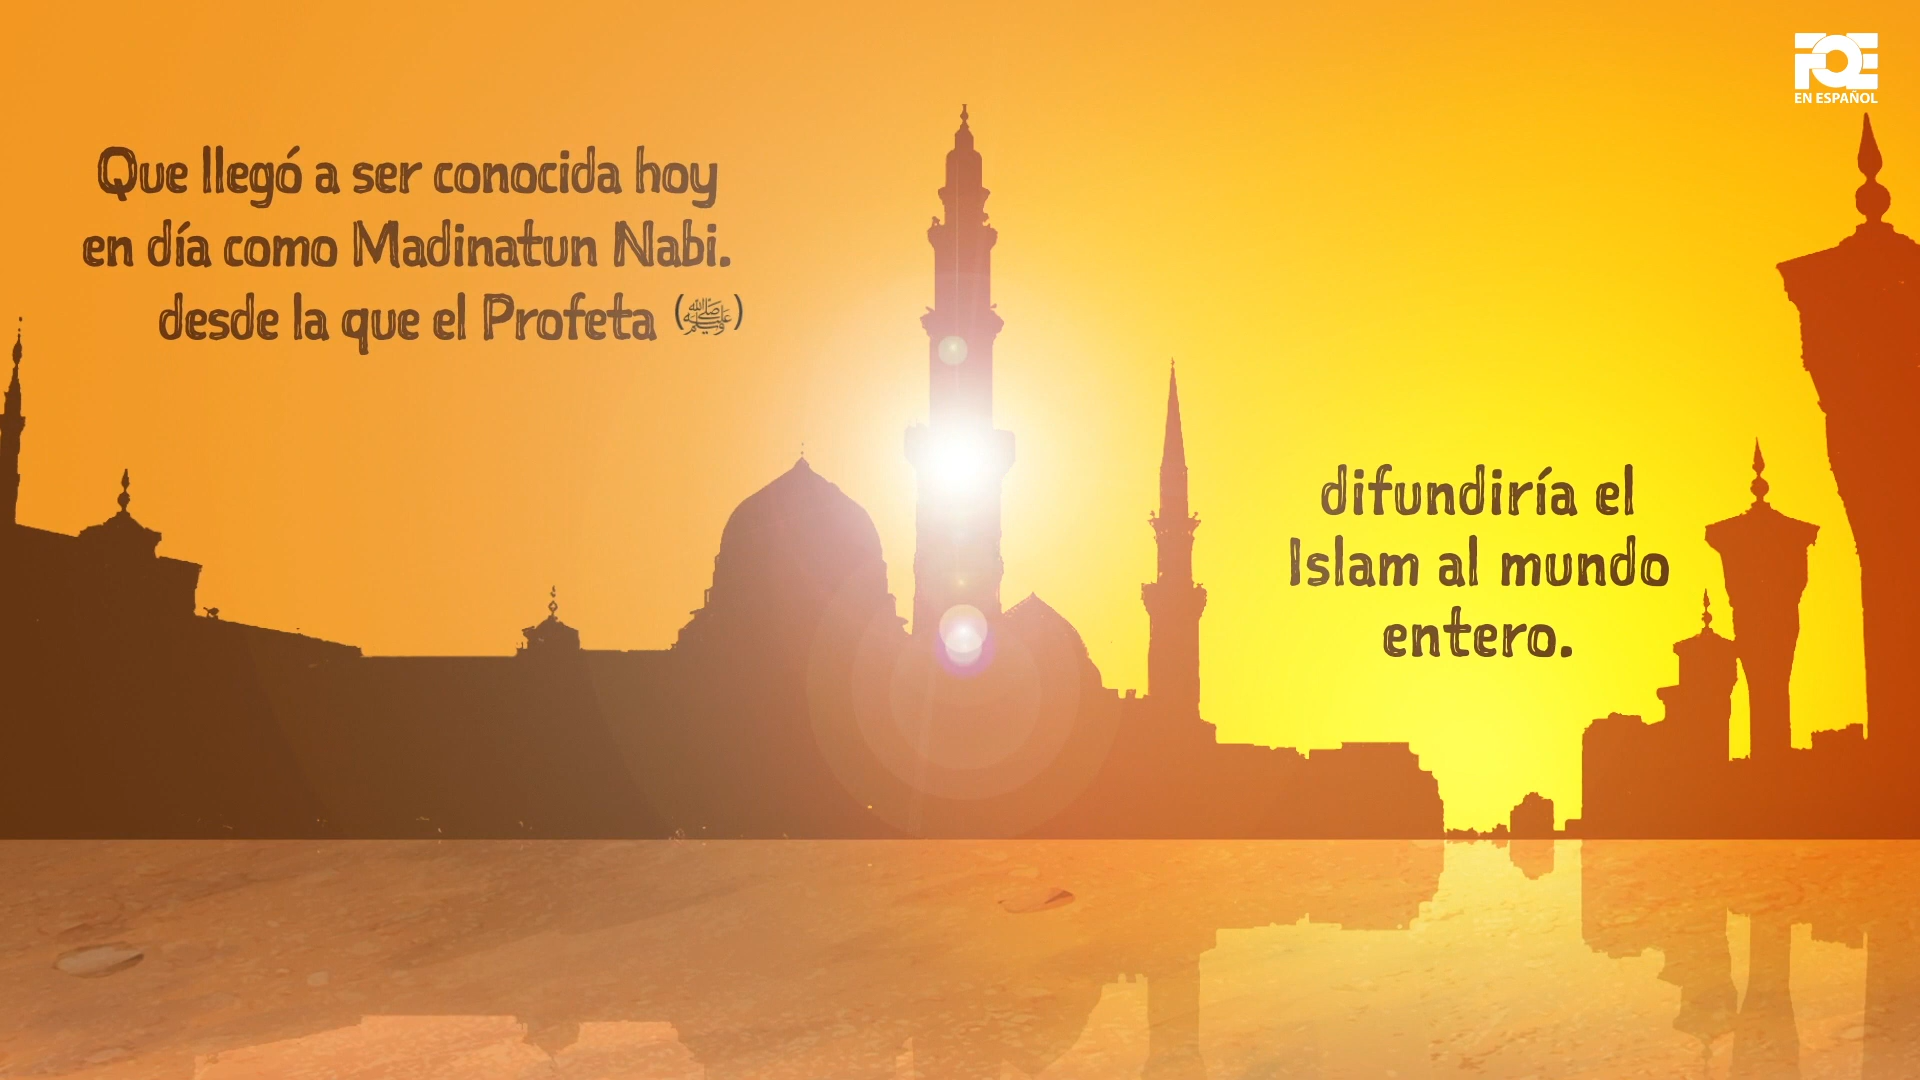 Que llegó a ser conocida hoy
en día como Madinatun Nabi.
desde la que el Profeta (ﷺ)
difundiría el
Islam al mundo
entero.
FQE
EN ESPAÑOL